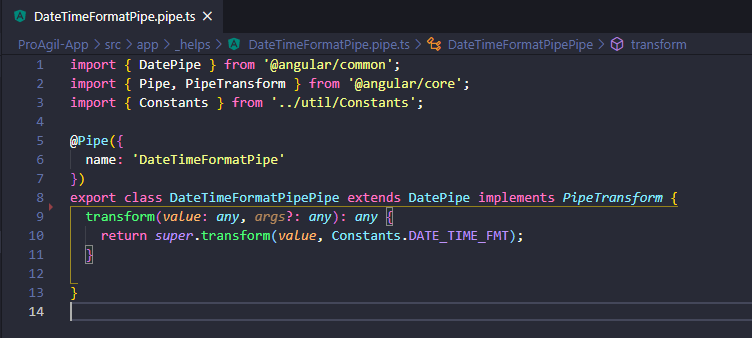 DateTimeFormatPipe.pipe.ts ×
ProAgil-App > src > app > _helps > DateTimeFormatPipe.pipe.ts > DateTimeFormatPipePipe > transform
1 import { DatePipe } from '@angular/common';
2 import { Pipe, PipeTransform } from '@angular/core';
3 import { Constants } from '../util/Constants';
4
5 @Pipe({
6   name: 'DateTimeFormatPipe'
7 })
8 export class DateTimeFormatPipePipe extends DatePipe implements PipeTransform {
9   transform(value: any, args?: any): any {
10     return super.transform(value, Constants.DATE_TIME_FMT);
11   }
12
13 }
14